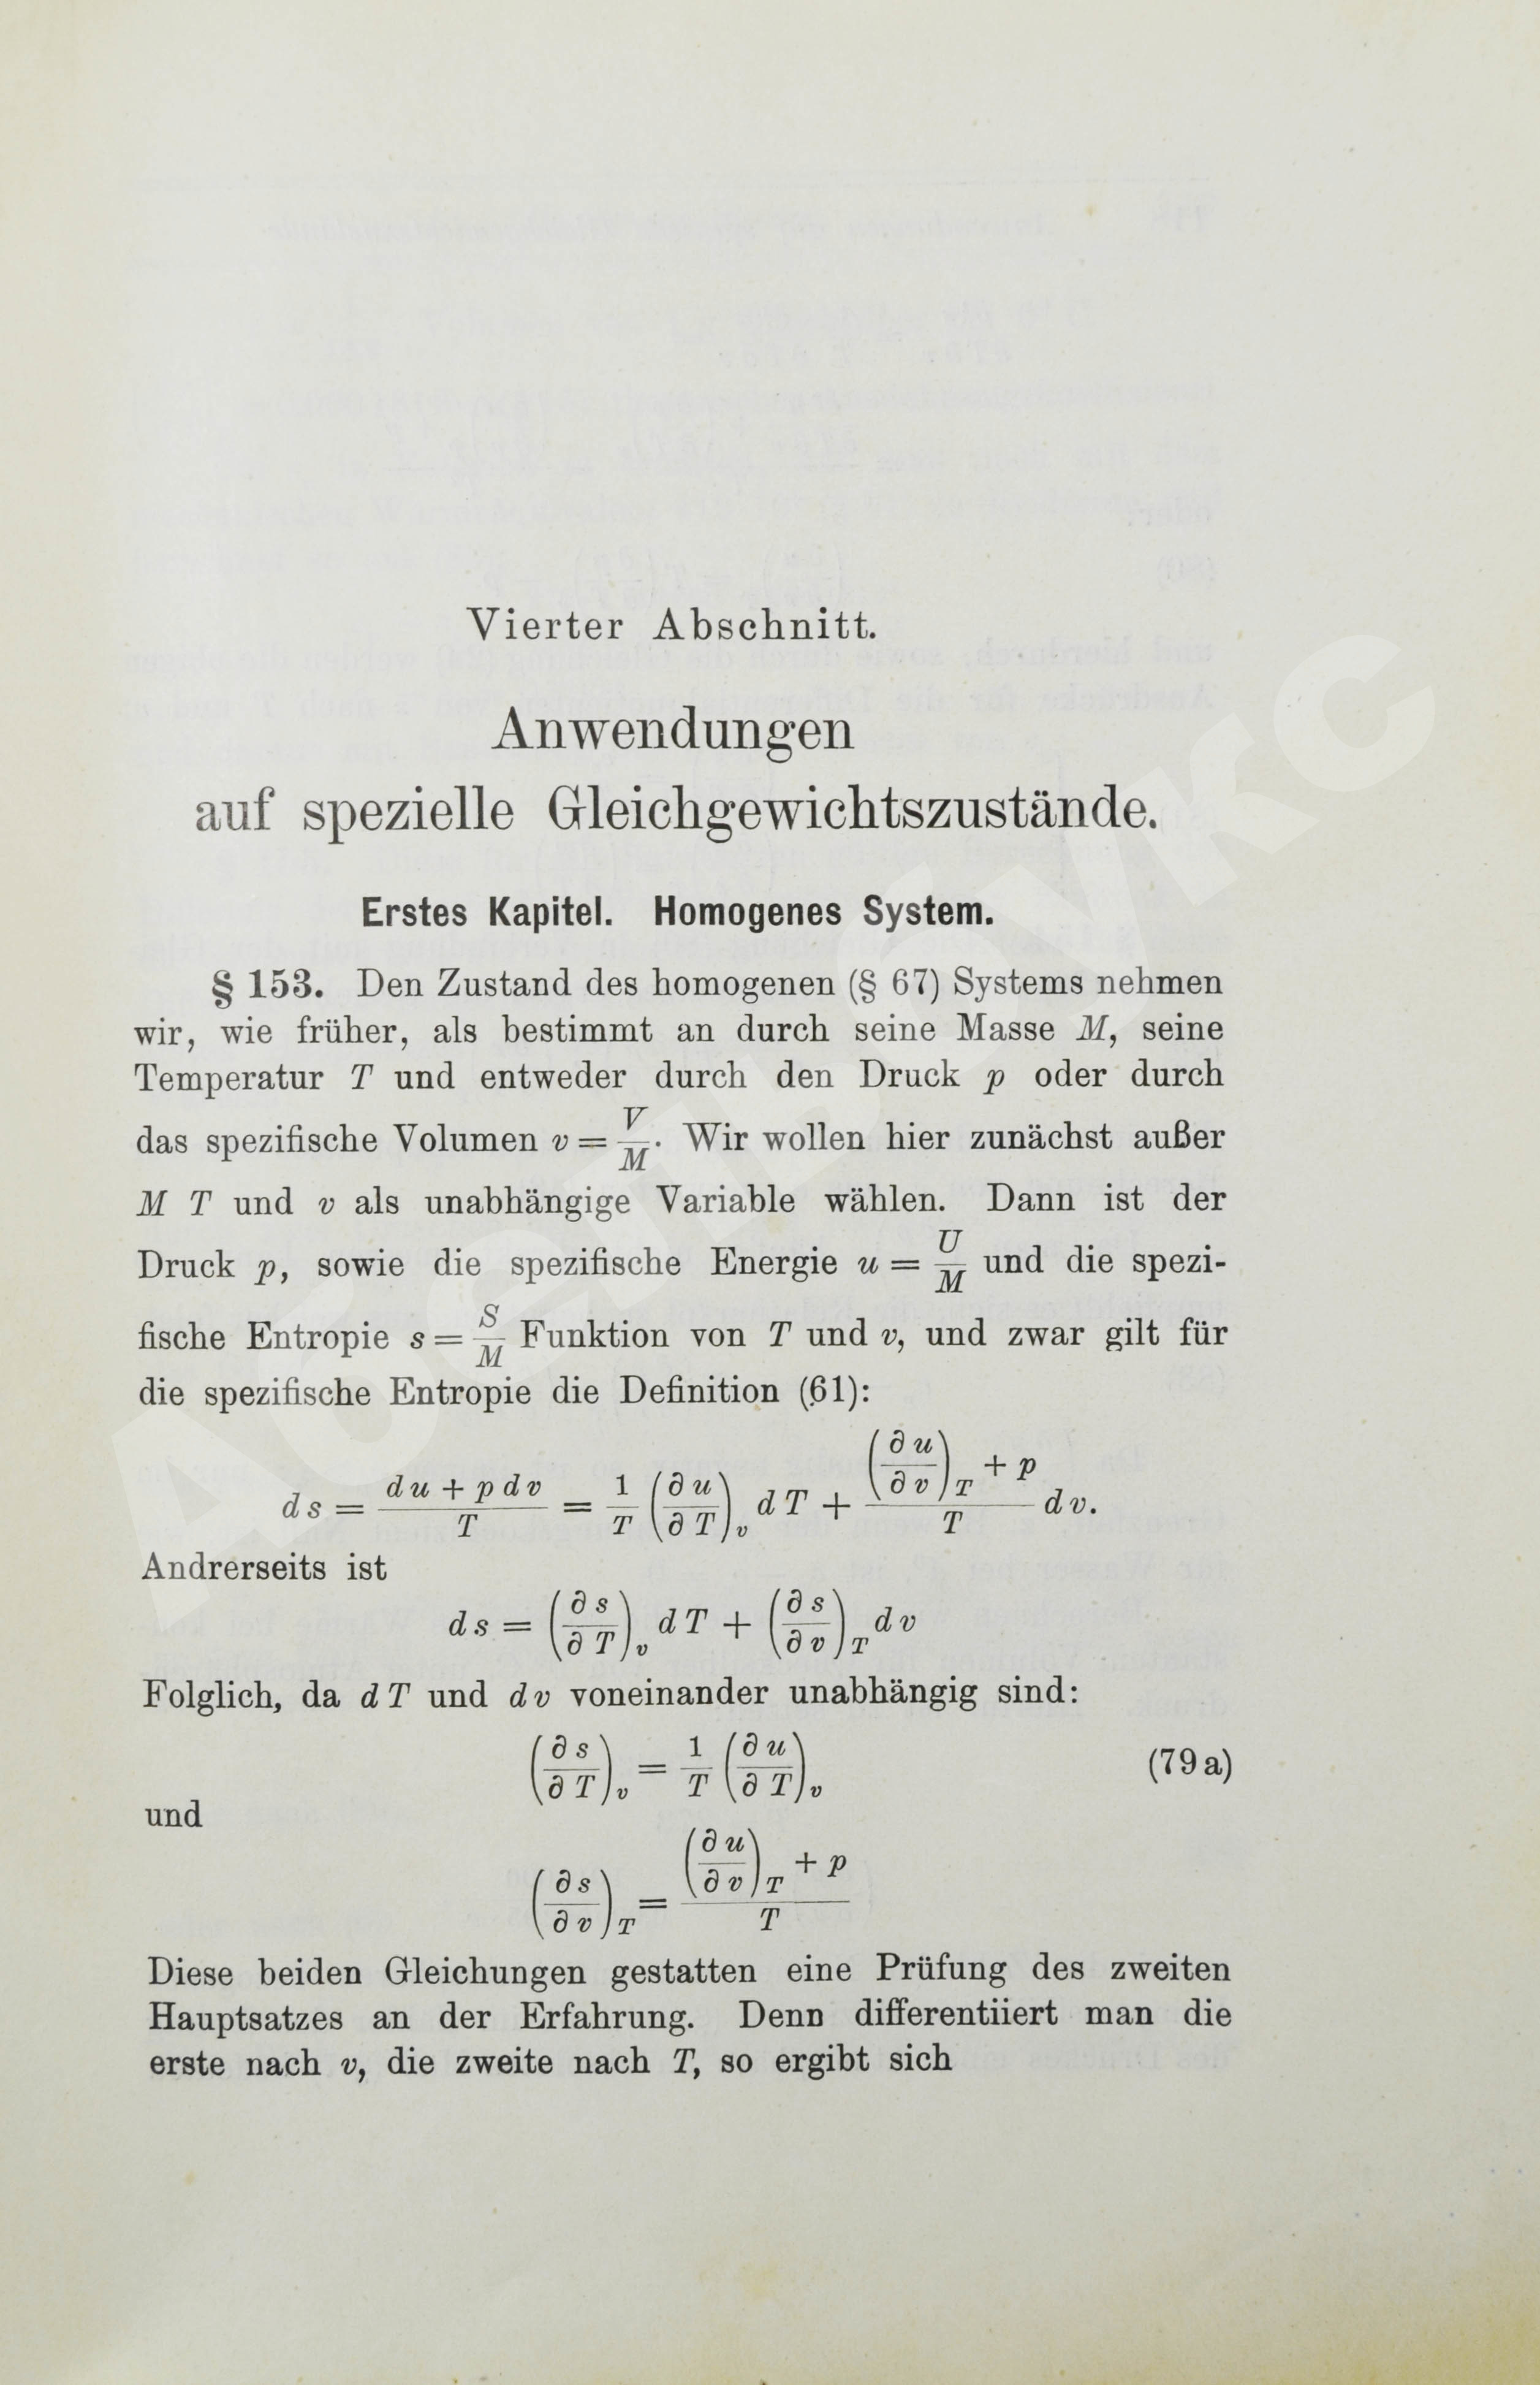 Vierter Abschnitt.
Anwendungen
auf spezielle Gleichgewichtszustände.
Erstes Kapitel. Homogenes System.
§ 153. Den Zustand des homogenen (§ 67) Systems nehmen
wir, wie früher, als bestimmt an durch seine Masse M, seine
Temperatur T und entweder durch den Druck p oder durch
das spezifische Volumen v = V/M. Wir wollen hier zunächst außer
M T und v als unabhängige Variable wählen. Dann ist der
Druck p, sowie die spezifische Energie u = U/M und die spezi-
fische Entropie s = S/M Funktion von T und v, und zwar gilt für
die spezifische Entropie die Definition (61):
ds = (du + p dv)/T = 1/T (∂u/∂T)_v dT + ((∂u/∂v)_T + p)/T dv.
Andrerseits ist
ds = (∂s/∂T)_v dT + (∂s/∂v)_T dv
Folglich, da dT und dv voneinander unabhängig sind:
(∂s/∂T)_v = 1/T (∂u/∂T)_v (79 a)
und
(∂s/∂v)_T = ((∂u/∂v)_T + p)/T
Diese beiden Gleichungen gestatten eine Prüfung des zweiten
Hauptsatzes an der Erfahrung. Denn differentiiert man die
erste nach v, die zweite nach T, so ergibt sich